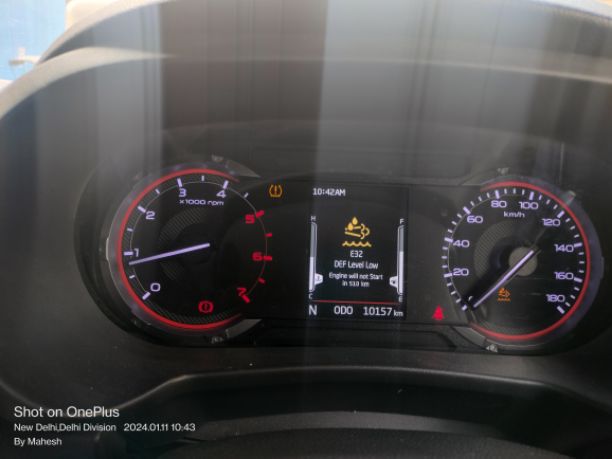 10:42AM
x1000 rpm
0
1
2
3
4
5
6
7
H
C
E32
DEF Level Low
Engine will not Start
in 530 km
F
E
N ODO 10157 km
km/h
20
40
60
80
100
120
140
160
180
Shot on OnePlus
New Delhi,Delhi Division 2024.01.11 10:43
By Mahesh